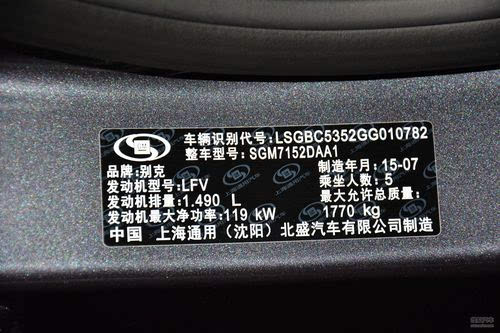 车辆识别代号: LSGBC5352GG010782
整车型号: SGM7152DAA1
品牌: 别克 制造年月: 15-07
发动机型号: LFV 乘坐人数: 5
发动机排量: 1.490 L 最大允许总质量:
发动机最大净功率: 119 kW 1770 kg
中国 上海通用 (沈阳) 北盛汽车有限公司制造